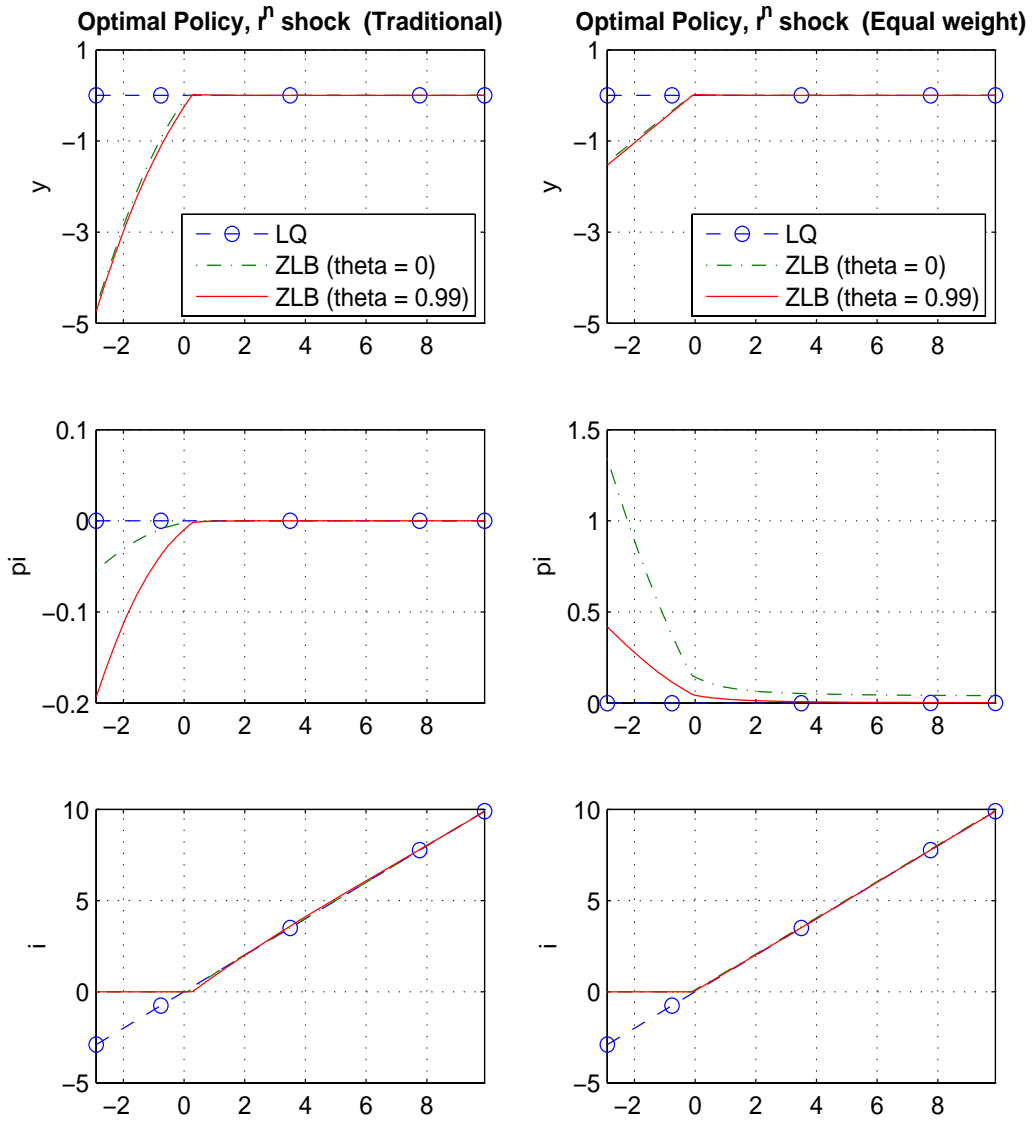 Optimal Policy, r^n shock (Traditional)
1
−1
−3
−5
y
LQ
ZLB (theta = 0)
ZLB (theta = 0.99)
−2 0 2 4 6 8
Optimal Policy, r^n shock (Equal weight)
1
−1
−3
−5
y
LQ
ZLB (theta = 0)
ZLB (theta = 0.99)
−2 0 2 4 6 8
0.1
0
−0.1
−0.2
pi
−2 0 2 4 6 8
1.5
1
0.5
0
pi
−2 0 2 4 6 8
10
5
0
−5
i
−2 0 2 4 6 8
10
5
0
−5
i
−2 0 2 4 6 8